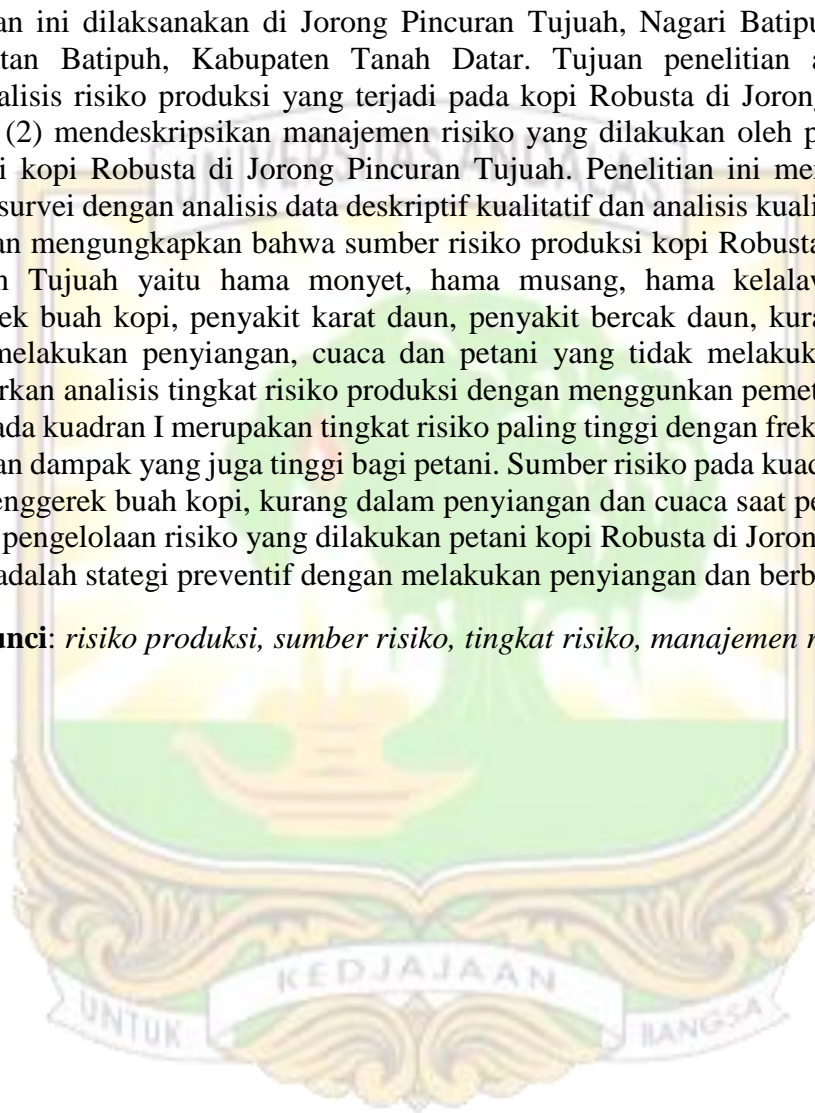 an ini dilaksanakan di Jorong Pincuran Tujuah, Nagari Batipu
atan Batipuh, Kabupaten Tanah Datar. Tujuan penelitian a
alisis risiko produksi yang terjadi pada kopi Robusta di Jorong
(2) mendeskripsikan manajemen risiko yang dilakukan oleh p
i kopi Robusta di Jorong Pincuran Tujuah. Penelitian ini mer
survei dengan analisis data deskriptif kualitatif dan analisis kuali
an mengungkapkan bahwa sumber risiko produksi kopi Robusta
n Tujuah yaitu hama monyet, hama musang, hama kelalaw
ek buah kopi, penyakit karat daun, penyakit bercak daun, kura
melakukan penyiangan, cuaca dan petani yang tidak melakuk
rkan analisis tingkat risiko produksi dengan menggunkan pemet
ada kuadran I merupakan tingkat risiko paling tinggi dengan frek
an dampak yang juga tinggi bagi petani. Sumber risiko pada kuad
enggerek buah kopi, kurang dalam penyiangan dan cuaca saat pe
pengelolaan risiko yang dilakukan petani kopi Robusta di Joron
adalah stategi preventif dengan melakukan penyiangan dan berb
unci: risiko produksi, sumber risiko, tingkat risiko, manajemen r
UNIVERSITAS ANDALAS
KEDJAJAAN
UNTUK BANGSA